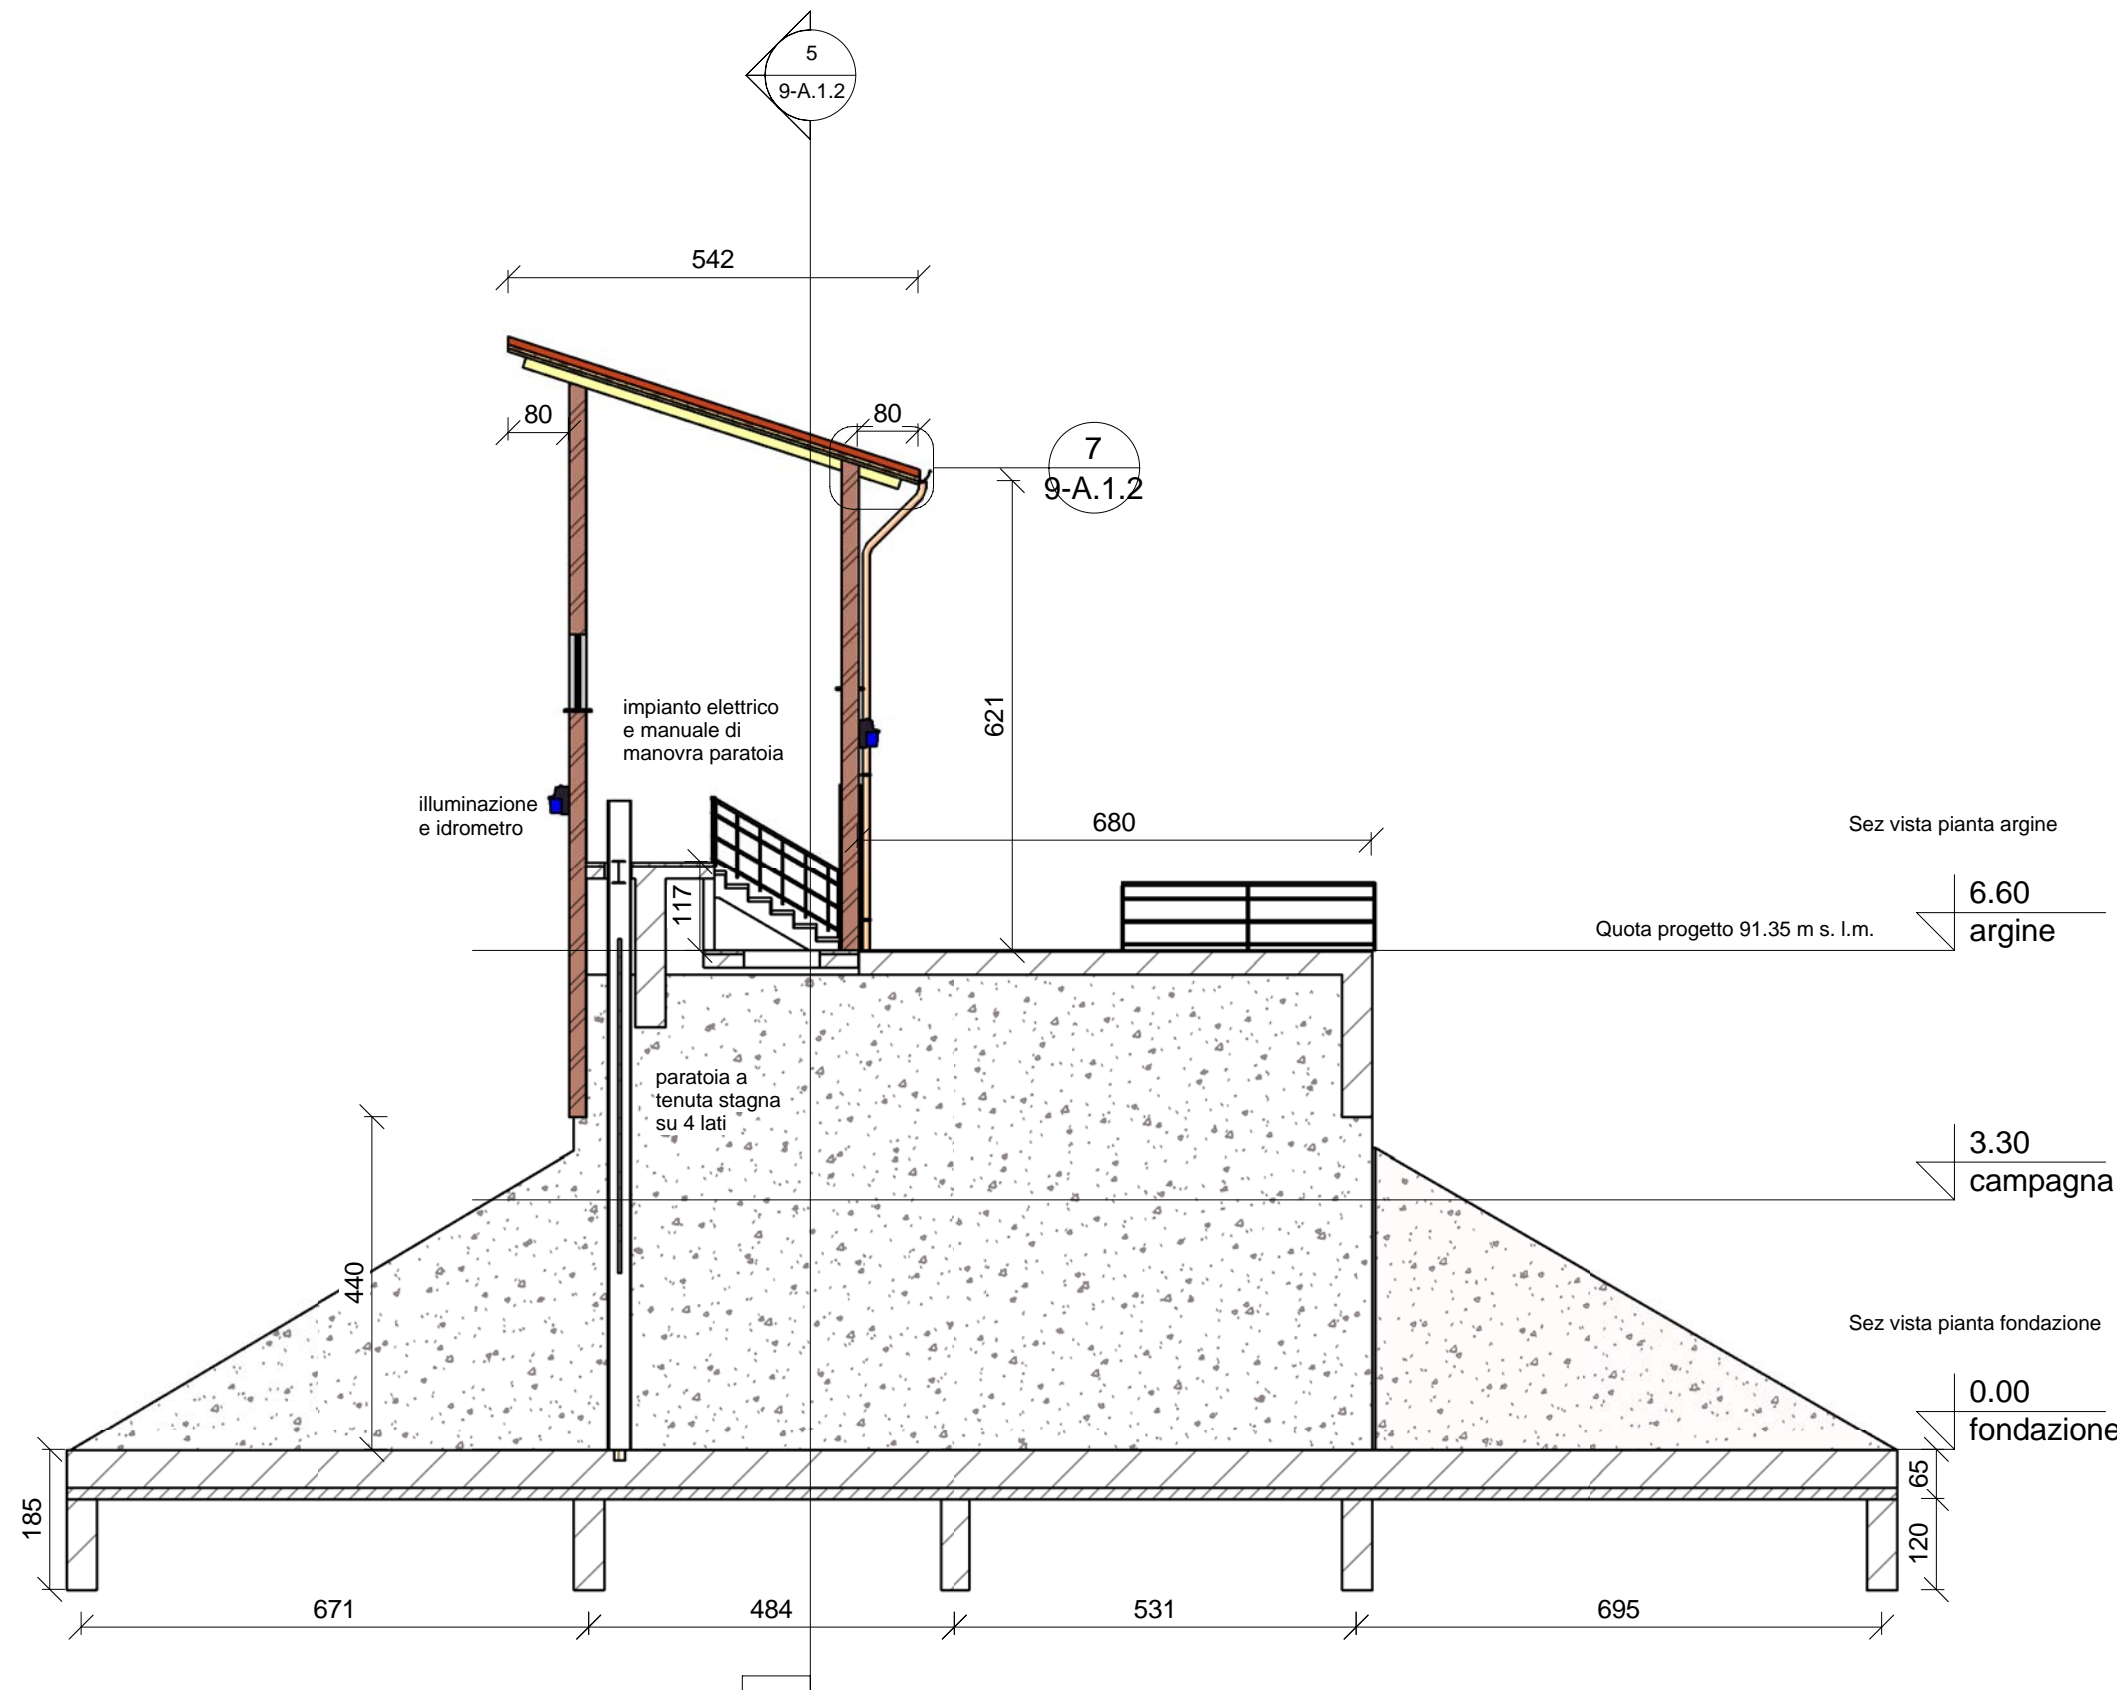 5
9-A.1.2
542
80
80
7
9-A.1.2
621
impianto elettrico
e manuale di
manovra paratoia
illuminazione
e idrometro
680
Sez vista pianta argine
117
6.60
argine
Quota progetto 91.35 m s. l.m.
paratoia a
tenuta stagna
su 4 lati
3.30
campagna
440
Sez vista pianta fondazione
0.00
fondazione
65
185
120
671
484
531
695